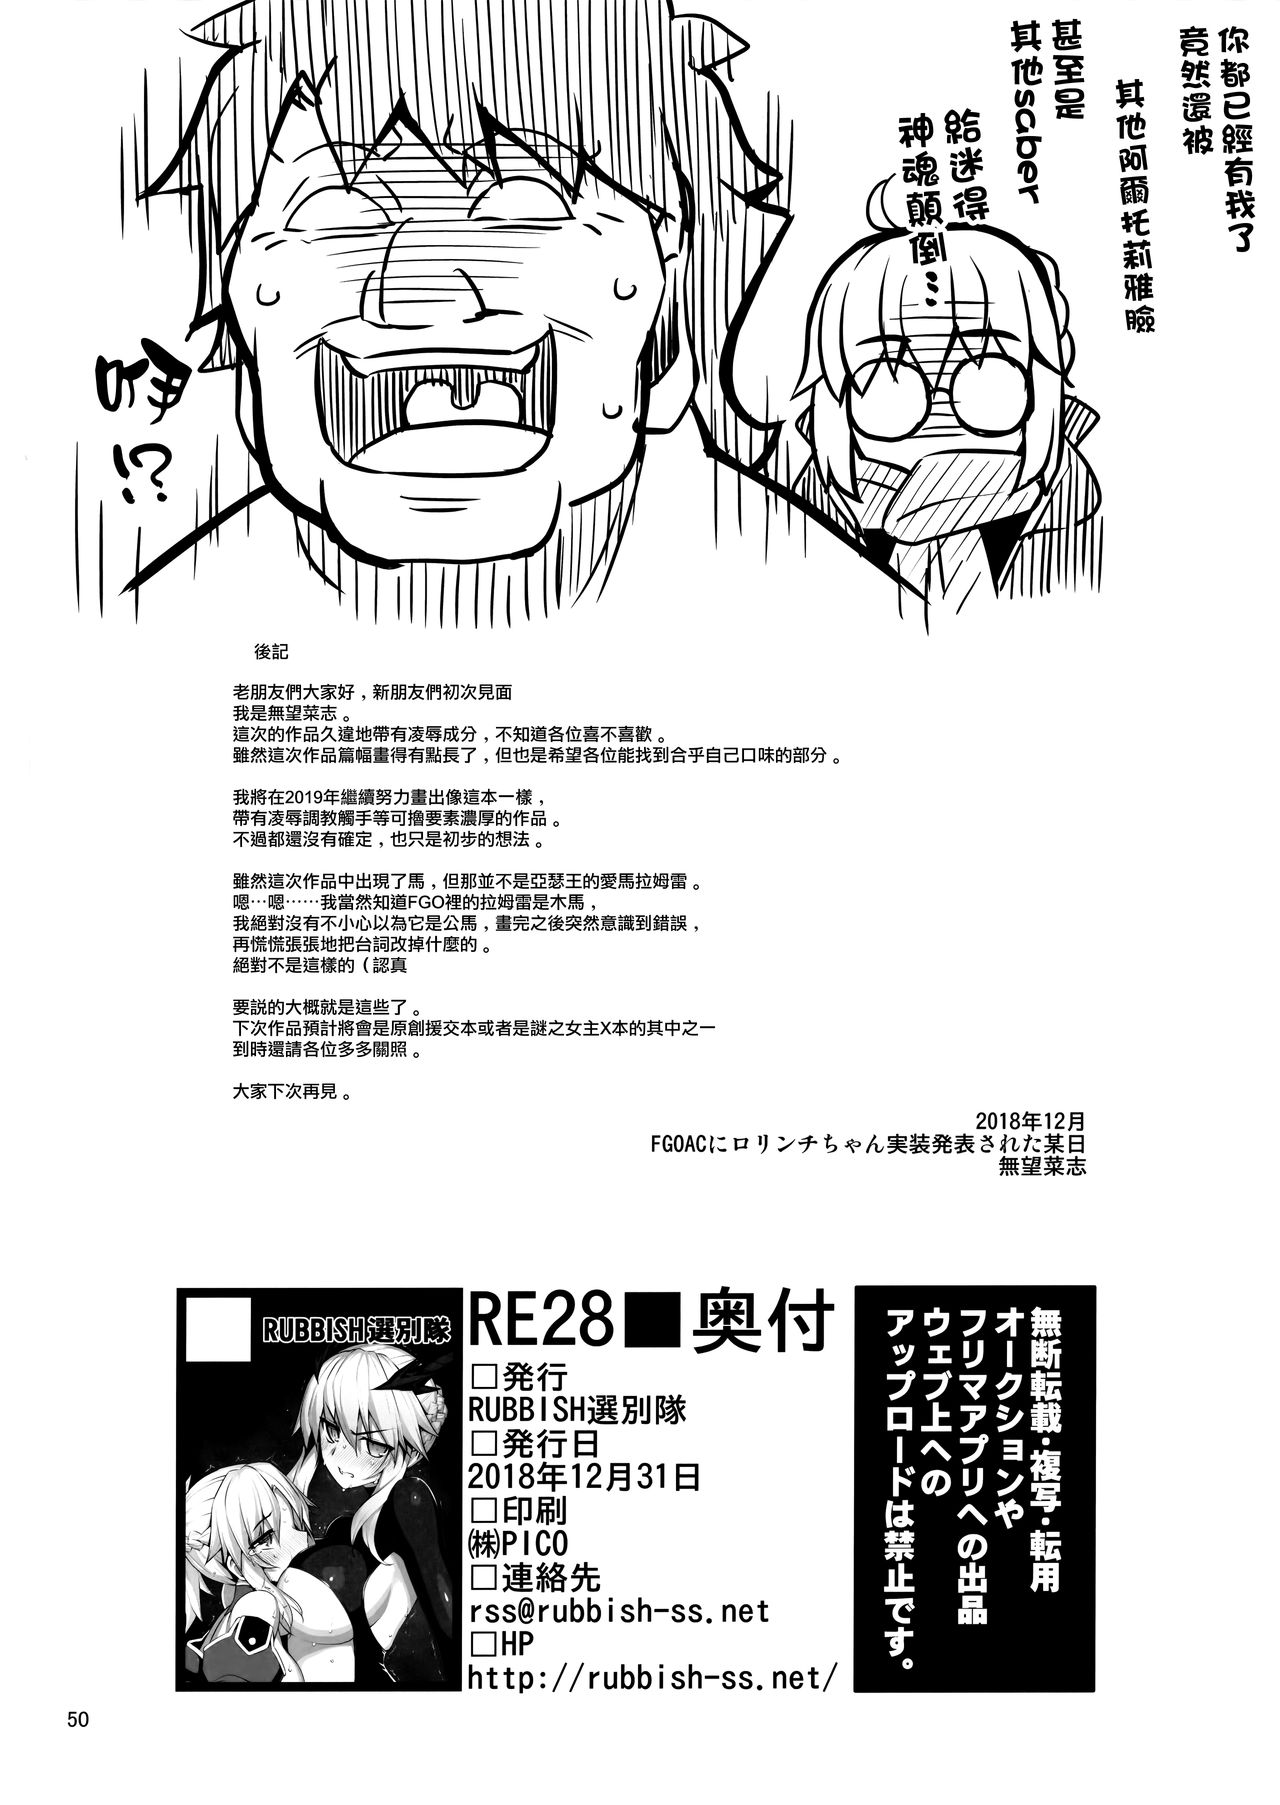 你都已經有我了
竟然還被
其他阿爾托莉雅臉
甚至是
其他saber
給迷得
神魂顛倒…
咿
!?
後記
老朋友們大家好，新朋友們初次見面
我是無望菜志。
這次的作品久違地帶有凌辱成分，不知道各位喜不喜歡。
雖然這次作品篇幅畫得有點長了，但也是希望各位能找到合乎自己口味的部分。
我將在2019年繼續努力畫出像這本一樣，
帶有凌辱調教觸手等可擼要素濃厚的作品。
不過都還沒有確定，也只是初步的想法。
雖然這次作品中出現了馬，但那並不是亞瑟王的愛馬拉姆雷。
嗯…嗯……我當然知道FGO裡的拉姆雷是木馬，
我絕對沒有不小心以為它是公馬，畫完之後突然意識到錯誤，
再慌慌張張地把台詞改掉什麼的。
絕對不是這樣的（認真
要説的大概就是這些了。
下次作品預計將會是原創援交本或者是謎之女主X本的其中之一
到時還請各位多多關照。
大家下次再見。
2018年12月
FGOACにロリンチちゃん実装発表された某日
無望菜志
RUBBISH選別隊
RE28■奥付
□発行
RUBBISH選別隊
□発行日
2018年12月31日
□印刷
㈱PICO
□連絡先
rss@rubbish-ss.net
□HP
http://rubbish-ss.net/
無断転載・複写・転用
オークションや
フリマアプリへの出品
ウェブ上への
アップロードは禁止です。
50